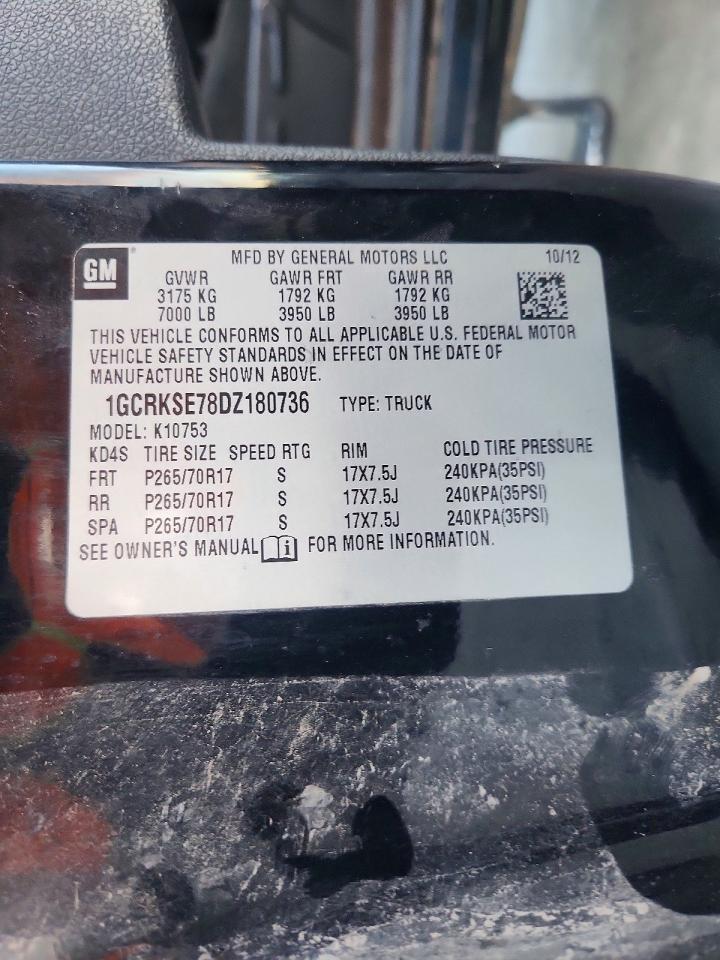 GM
MFD BY GENERAL MOTORS LLC 10/12
GVWR GAWR FRT GAWR RR
3175 KG 1792 KG 1792 KG
7000 LB 3950 LB 3950 LB
THIS VEHICLE CONFORMS TO ALL APPLICABLE U.S. FEDERAL MOTOR
VEHICLE SAFETY STANDARDS IN EFFECT ON THE DATE OF
MANUFACTURE SHOWN ABOVE.
1GCRKSE78DZ180736 TYPE: TRUCK
MODEL: K10753
KD4S TIRE SIZE SPEED RTG RIM COLD TIRE PRESSURE
FRT P265/70R17 S 17X7.5J 240KPA(35PSI)
RR P265/70R17 S 17X7.5J 240KPA(35PSI)
SPA P265/70R17 S 17X7.5J 240KPA(35PSI)
SEE OWNER'S MANUAL i FOR MORE INFORMATION.